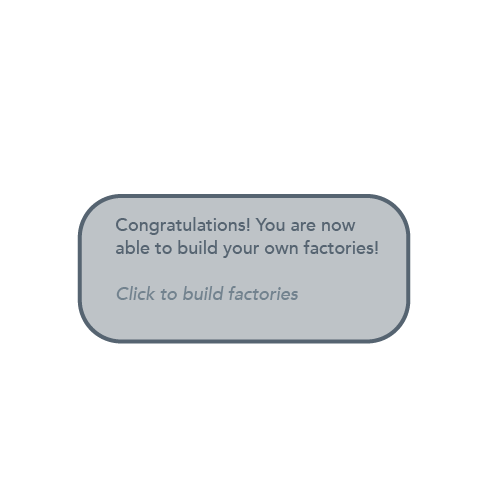 Congratulations! You are now
able to build your own factories!
Click to build factories